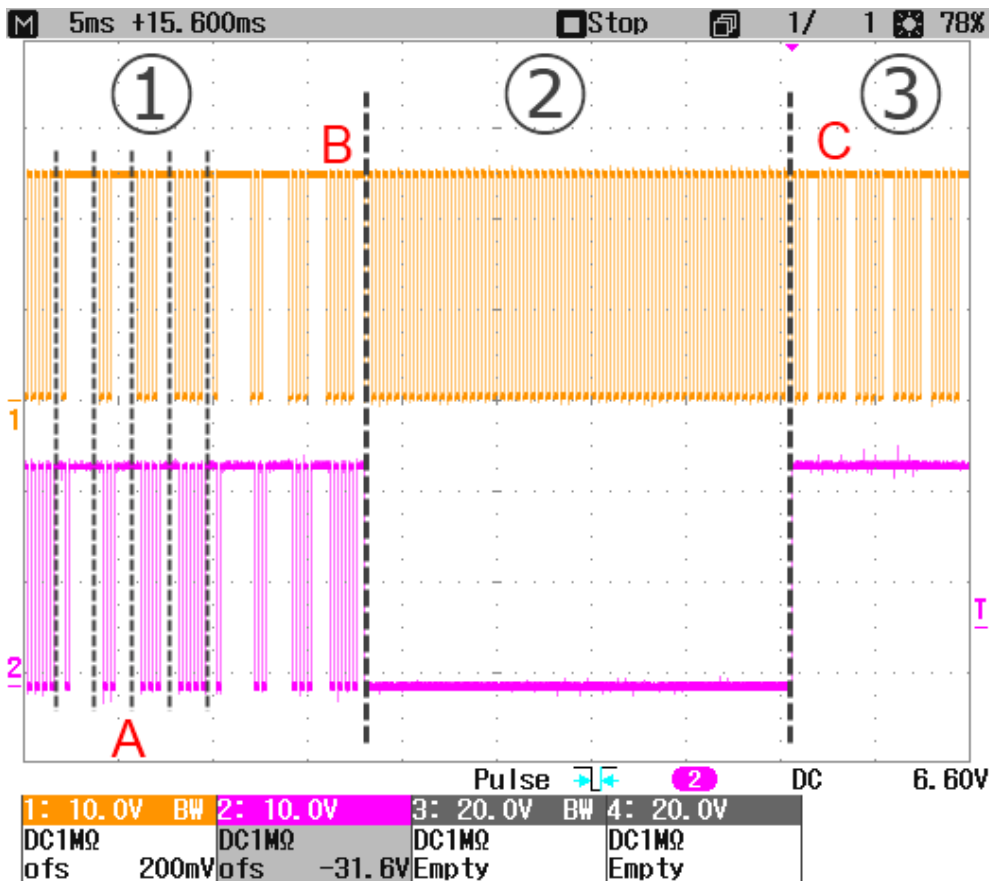 M 5ms +15.600ms Stop 1/ 1 78%
① ② ③
B C
1
T
2
A
Pulse 2 DC 6.60V
1: 10.0V BW 2: 10.0V 3: 20.0V BW 4: 20.0V
DC1MΩ DC1MΩ DC1MΩ DC1MΩ
ofs 200mV ofs -31.6V Empty Empty